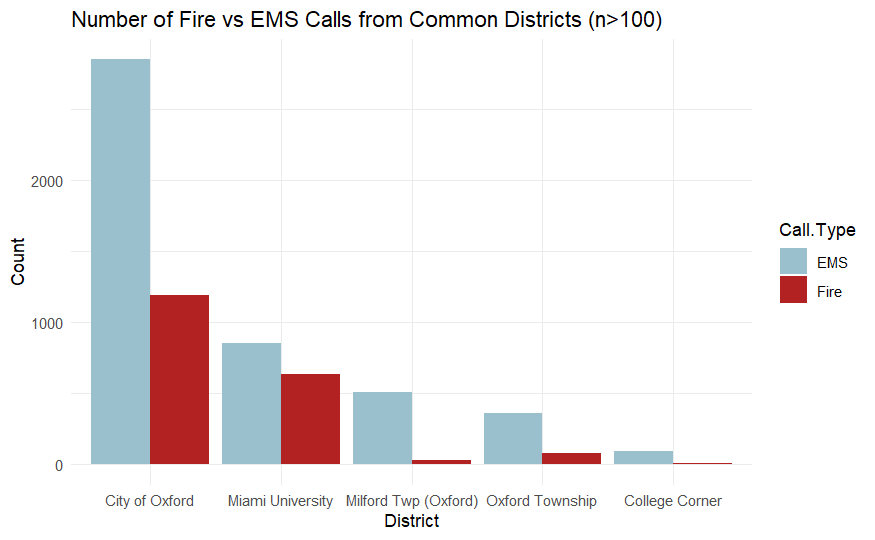 Number of Fire vs EMS Calls from Common Districts (n>100)
Count
2000
1000
0
City of Oxford
Miami University
Milford Twp (Oxford)
Oxford Township
College Corner
District
Call.Type
EMS
Fire